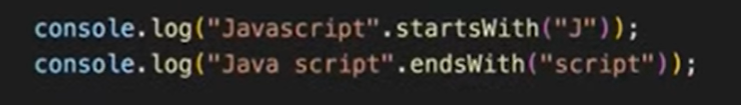 console.log("Javascript".startsWith("J"));
console.log("Java script".endsWith("script"));